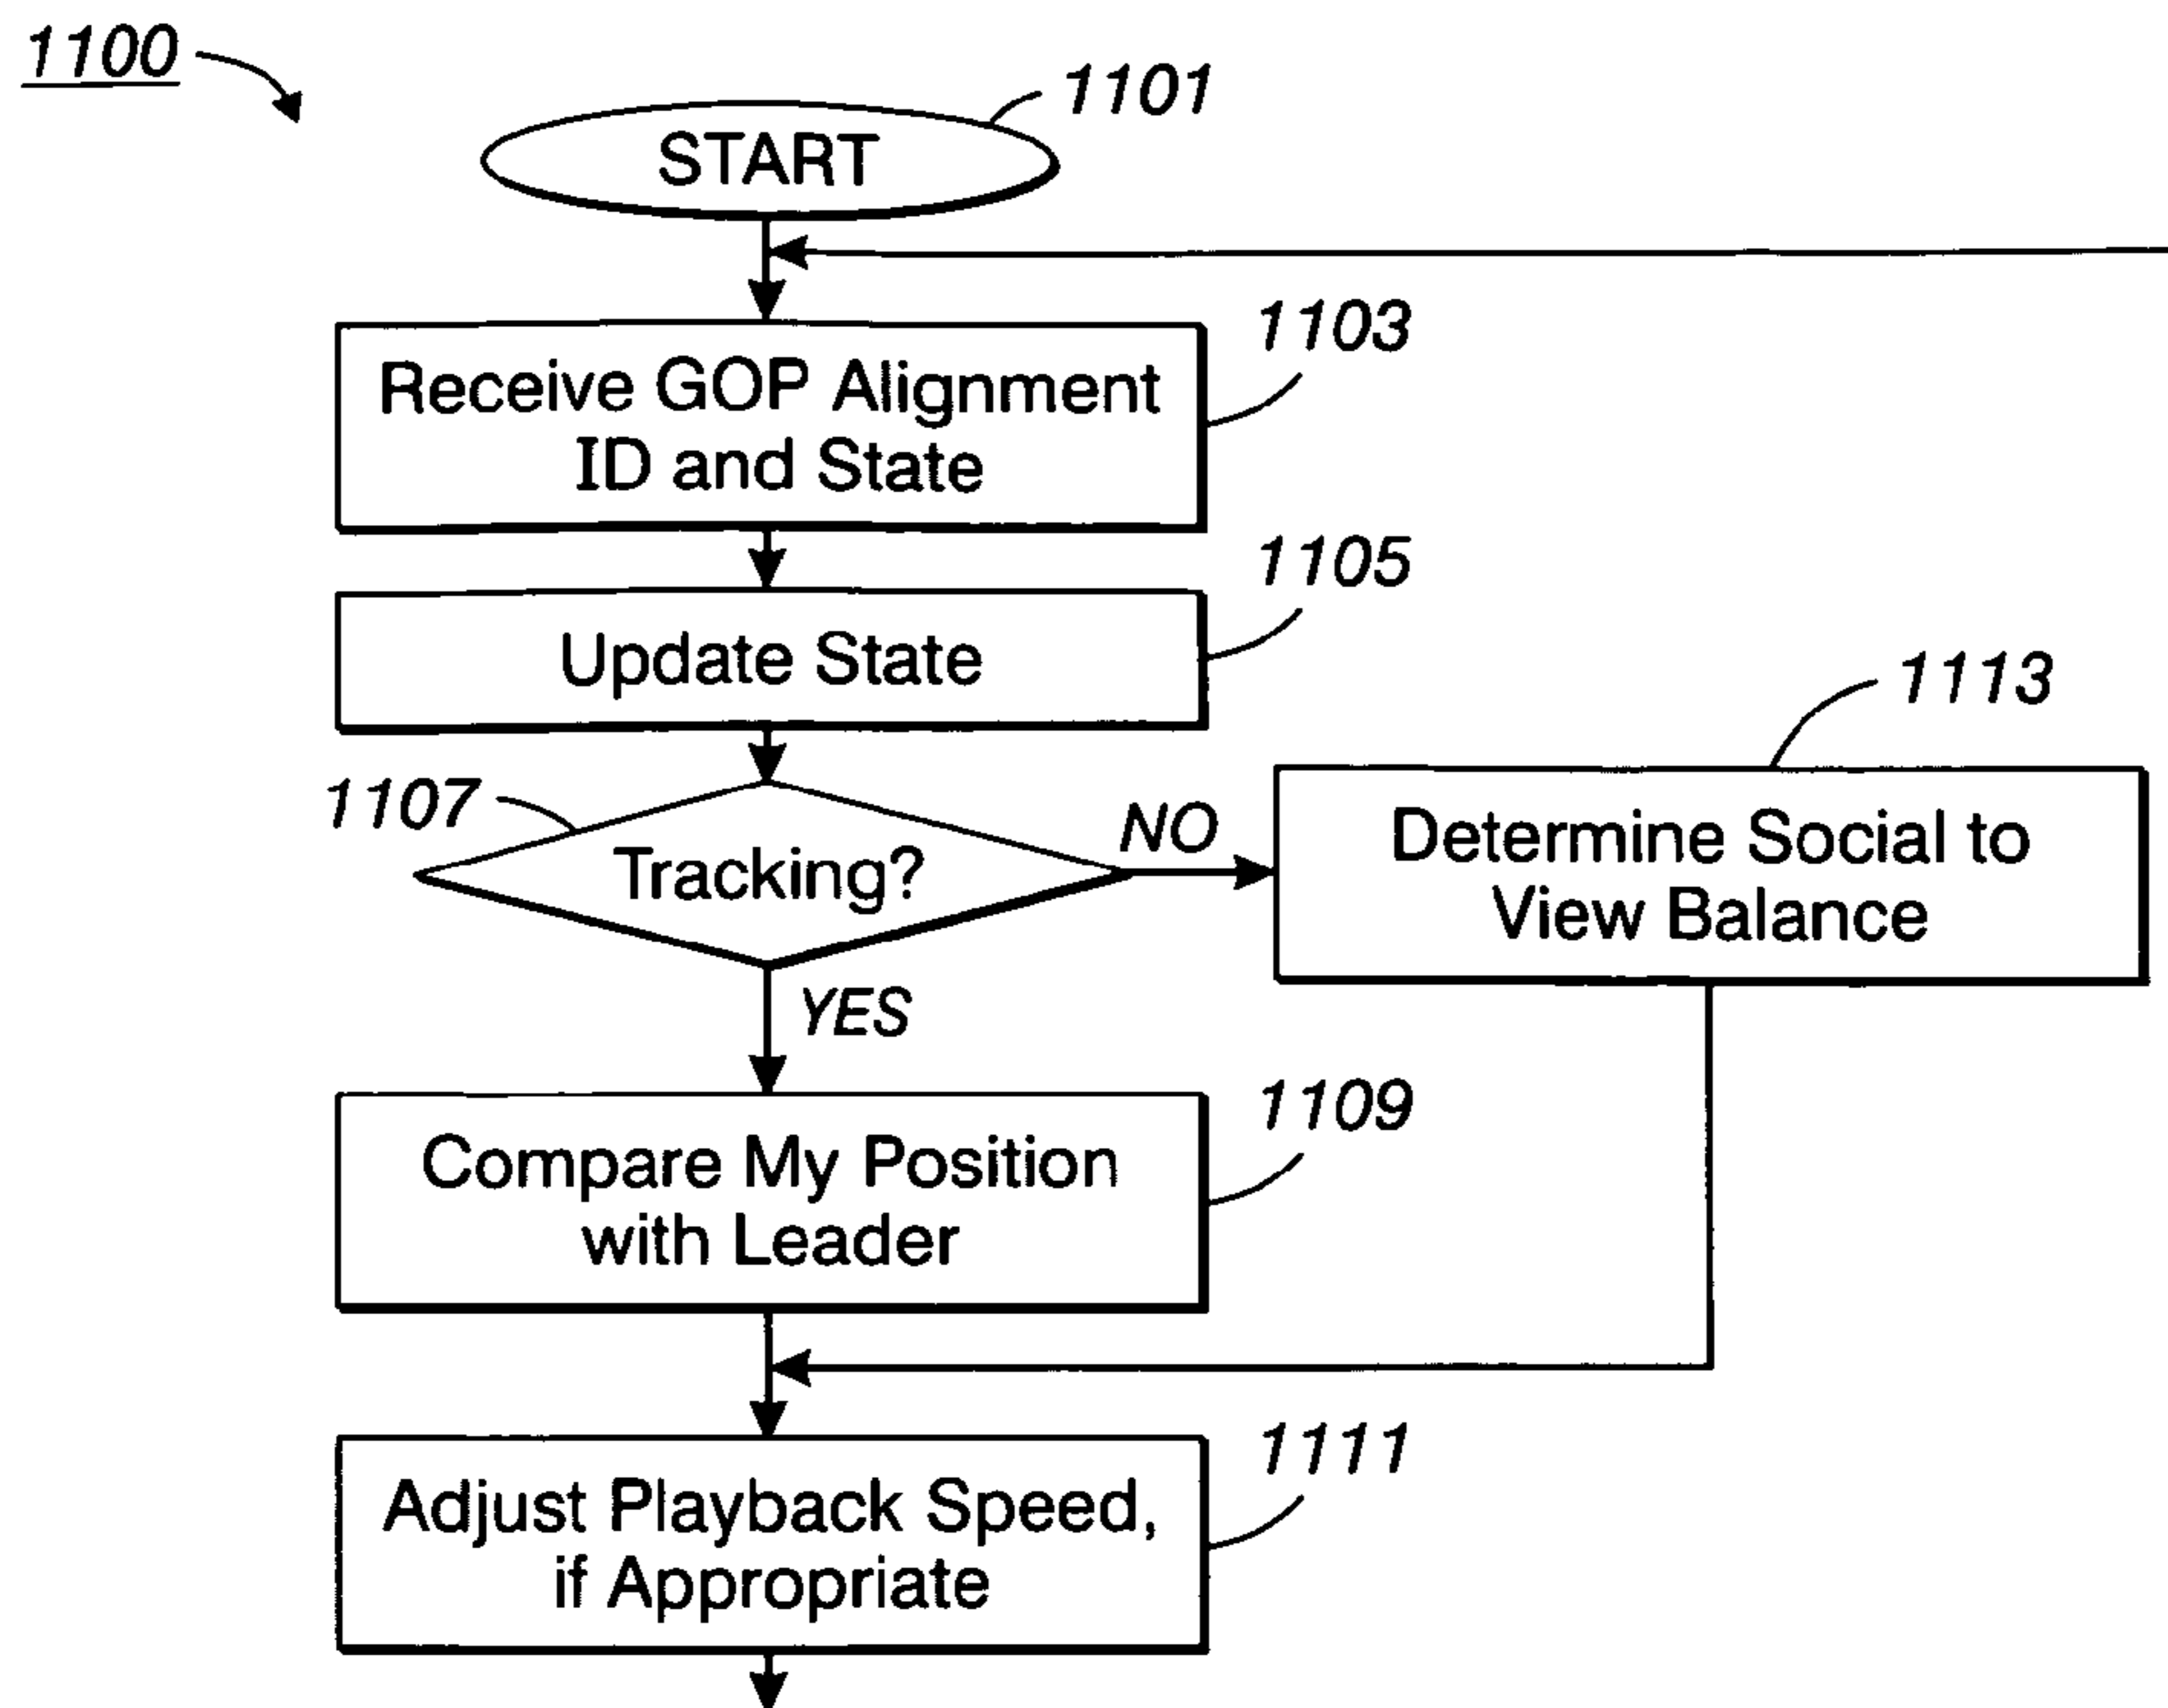 1100
1101
START
1103
Receive GOP Alignment
ID and State
1105
Update State
1113
1107
Tracking?
NO
Determine Social to
View Balance
YES
1109
Compare My Position
with Leader
1111
Adjust Playback Speed,
if Appropriate